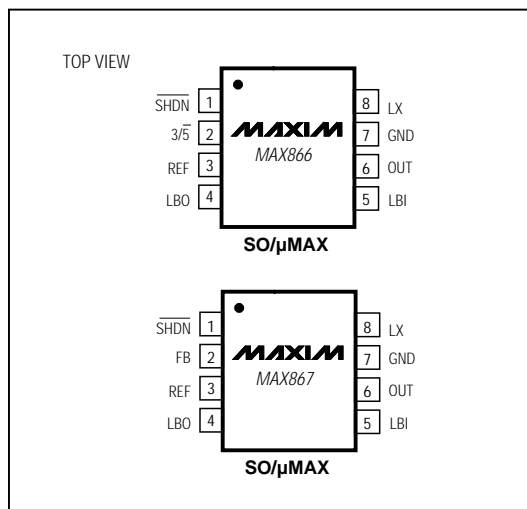 TOP VIEW
SHDN 1 8 LX
3/5 2 7 GND
REF 3 6 OUT
LBO 4 5 LBI
MAXIM
MAX866
SO/µMAX
SHDN 1 8 LX
FB 2 7 GND
REF 3 6 OUT
LBO 4 5 LBI
MAXIM
MAX867
SO/µMAX